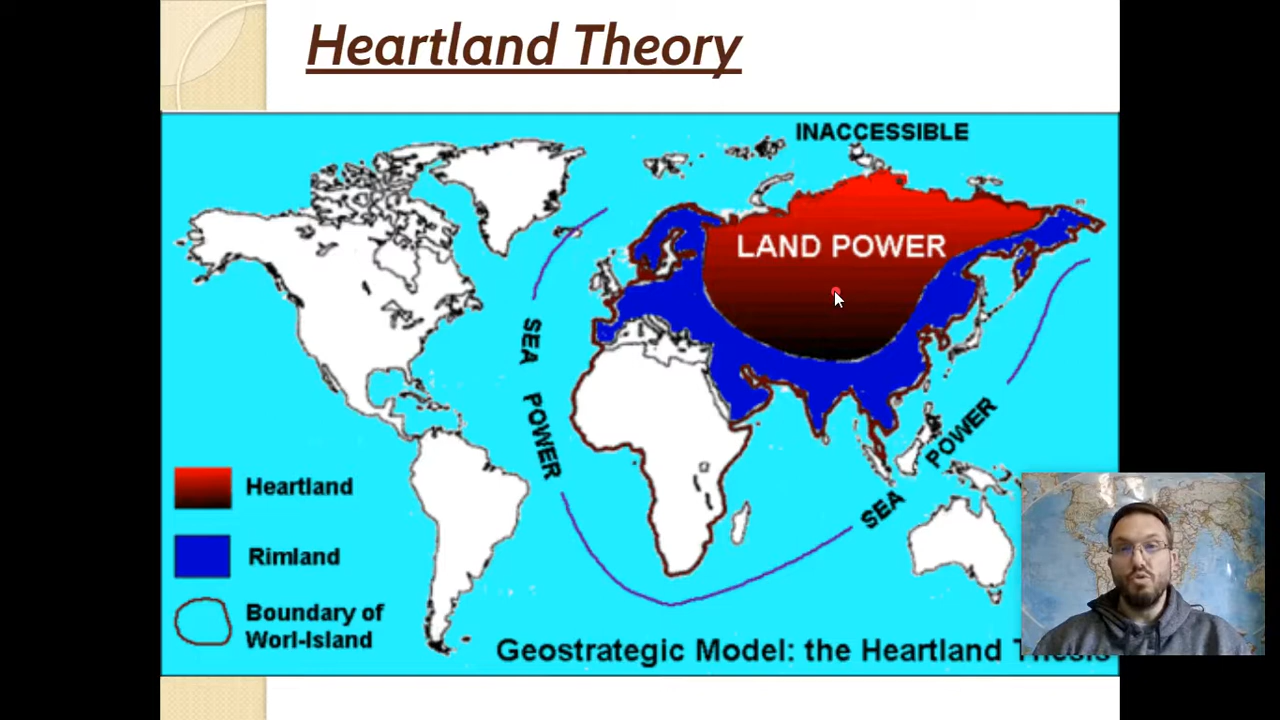 Heartland Theory
INACCESSIBLE
LAND POWER
SEA POWER
SEA POWER
Heartland
Rimland
Boundary of
Worl-Island
Geostrategic Model: the Heartland Thesis